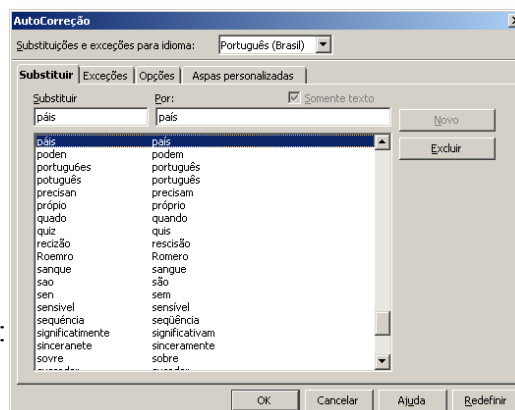 AutoCorreção
Substituições e exceções para idioma: Português (Brasil)
Substituir Exceções Opções Aspas personalizadas
Substituir Por: Somente texto
páis país Novo
Excluir
páis país
poden podem
portugu6es português
potuguês português
precisan precisam
própio próprio
quado quando
quiz quis
recizão rescisão
Roemro Romero
sanque sangue
sao são
sen sem
sensivel sensível
sequéncia seqüência
significatimente significativam
sinceranete sinceramente
sovre sobre
:
OK Cancelar Ajuda Redefinir